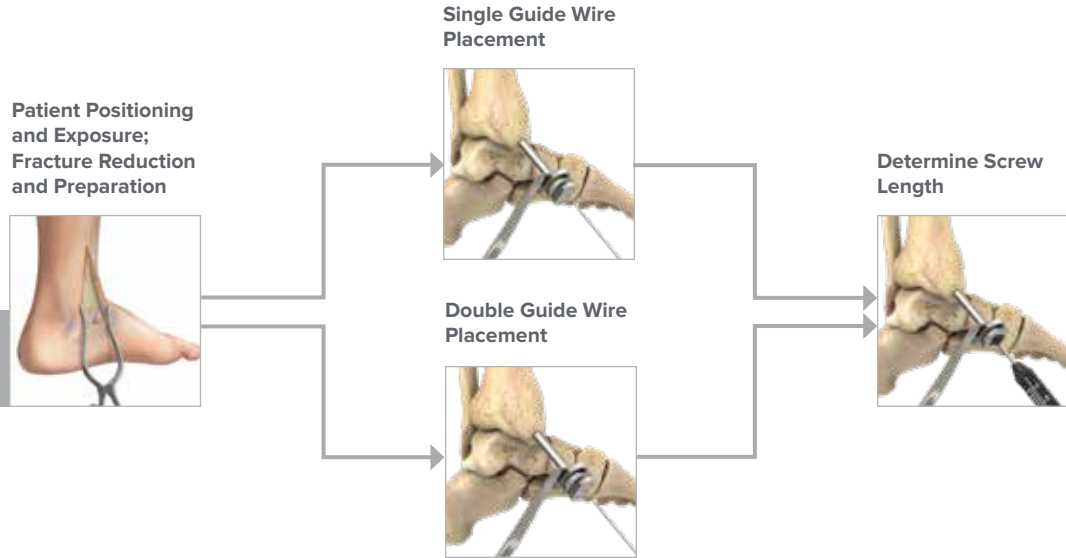 Single Guide Wire
Placement
Patient Positioning
and Exposure;
Fracture Reduction
and Preparation
Determine Screw
Length
Double Guide Wire
Placement